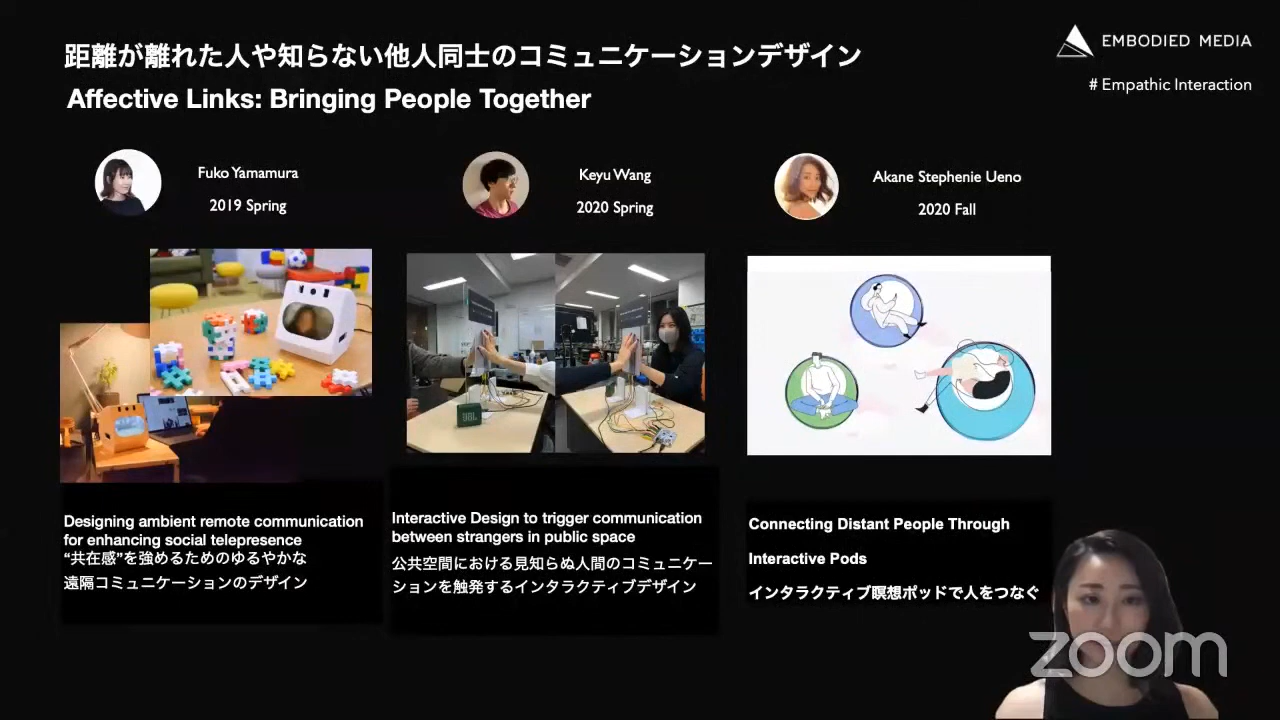 距離が離れた人や知らない他人同士のコミュニケーションデザイン
Affective Links: Bringing People Together
EMBODIED MEDIA
# Empathic Interaction
Fuko Yamamura
2019 Spring
Keyu Wang
2020 Spring
Akane Stephenie Ueno
2020 Fall
JBL
Designing ambient remote communication
for enhancing social telepresence
“共在感”を強めるためのゆるやかな
遠隔コミュニケーションのデザイン
Interactive Design to trigger communication
between strangers in public space
公共空間における見知らぬ人間のコミュニケー
ションを触発するインタラクティブデザイン
Connecting Distant People Through
Interactive Pods
インタラクティブ瞑想ポッドで人をつなぐ
zoom